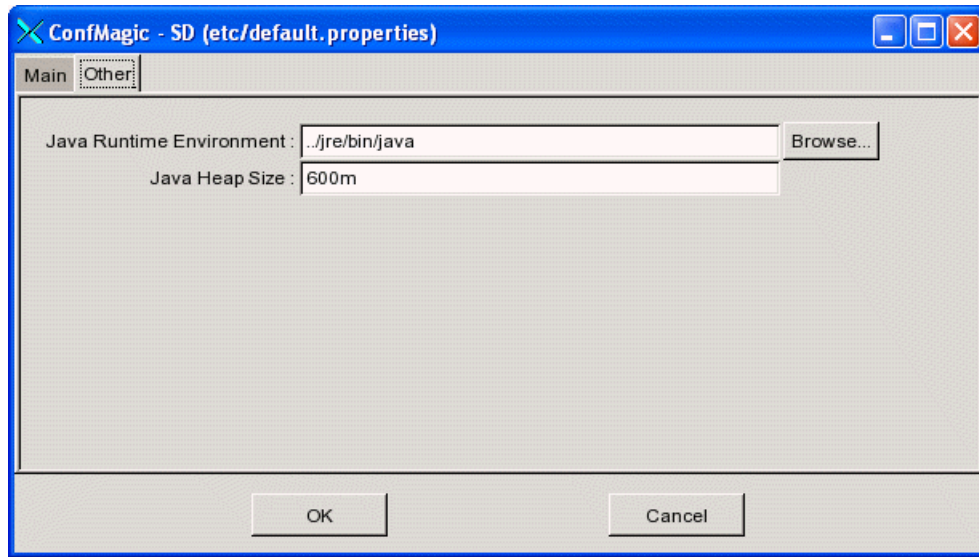 ConfMagic - SD (etc/default.properties)
Main Other
Java Runtime Environment : ../jre/bin/java Browse...
Java Heap Size : 600m
OK Cancel